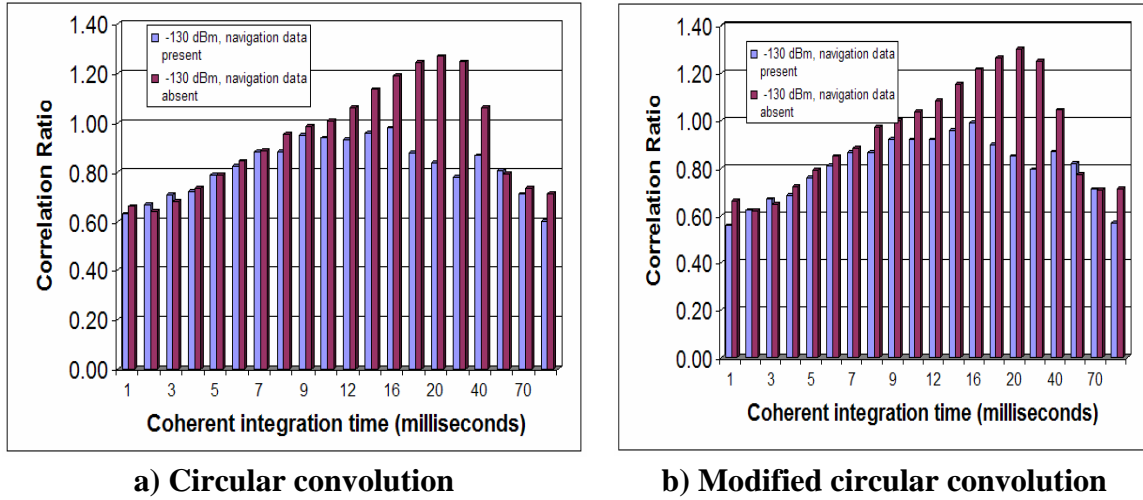 1.40
1.20
1.00
0.80
0.60
0.40
0.20
0.00
Correlation Ratio
-130 dBm, navigation data
present
-130 dBm, navigation data
absent
1 3 5 7 9 12 16 20 40 70
Coherent integration time (milliseconds)
a) Circular convolution
1.40
1.20
1.00
0.80
0.60
0.40
0.20
0.00
Correlation Ratio
-130 dBm, navigation data
present
-130 dBm, navigation data
absent
1 3 5 7 9 12 16 20 40 70
Coherent integration time (milliseconds)
b) Modified circular convolution